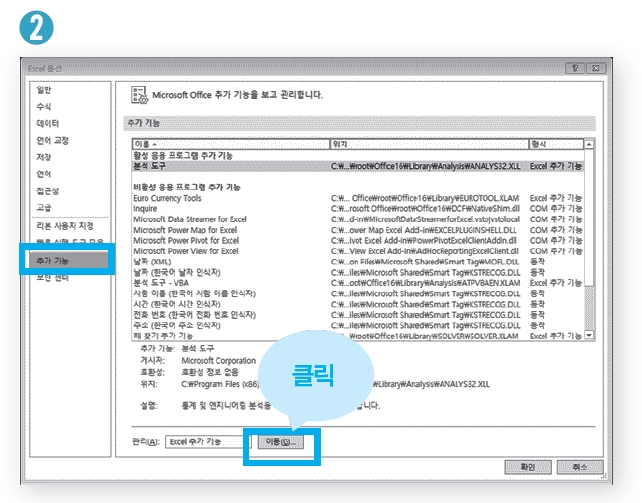 2
Excel 옵션
일반
수식
데이터
언어 교정
저장
언어
접근성
고급
리본 사용자 지정
빠른 실행 도구 모음
추가 기능
보안 센터
Microsoft Office 추가 기능을 보고 관리합니다.
추가 기능
이름 위치 형식
활성 응용 프로그램 추가 기능
분석 도구 C:₩...₩root₩Office16₩Library₩Analysis₩ANALYS32.XLL Excel 추가 기능
비활성 응용 프로그램 추가 기능
Euro Currency Tools C:₩... Office₩root₩Office16₩Library₩EUROTOOL.XLAM Excel 추가 기능
Inquire C:₩...rosoft Office₩root₩Office16₩DCF₩NativeShim.dll COM 추가 기능
Microsoft Data Streamer for Excel C:₩...d-in₩MicrosoftDataStreamerforExcel.vsto|vstolocal COM 추가 기능
Microsoft Power Map for Excel C:₩...ower Map Excel Add-in₩EXCELPLUGINSHELL.DLL COM 추가 기능
Microsoft Power Pivot for Excel C:₩...ivot Excel Add-in₩PowerPivotExcelClientAddIn.dll COM 추가 기능
Microsoft Power View for Excel C:₩...View Excel Add-in₩AdHocReportingExcelClient.dll COM 추가 기능
날짜 (XML) C:₩...on Files₩Microsoft Shared₩Smart Tag₩MOFL.DLL 동작
날짜 (한국어 날짜 인식자) C:₩...iles₩Microsoft Shared₩Smart Tag₩KSTRECOG.DLL 동작
분석 도구 - VBA C:₩...oot₩Office16₩Library₩Analysis₩ATPVBAEN.XLAM Excel 추가 기능
사람 이름 (한국어 사람 이름 인식자) C:₩...iles₩Microsoft Shared₩Smart Tag₩KSTRECOG.DLL 동작
시간 (한국어 시간 인식자) C:₩...iles₩Microsoft Shared₩Smart Tag₩KSTRECOG.DLL 동작
전화 번호 (한국어 전화 번호 인식자) C:₩...iles₩Microsoft Shared₩Smart Tag₩KSTRECOG.DLL 동작
주소 (한국어 주소 인식자) C:₩...iles₩Microsoft Shared₩Smart Tag₩KSTRECOG.DLL 동작
해 찾기 추가 기능 C:₩...₩root₩Office16₩Library₩SOLVER₩SOLVER.XLAM Excel 추가 기능
추가 기능: 분석 도구
게시자: Microsoft Corporation
호환성: 호환성 정보 없음
위치: C:₩Program Files (x86) ₩Library₩Analysis₩ANALYS32.XLL
설명: 통계 및 엔지니어링 분석용 니다.
클릭
관리(A): Excel 추가 기능 이동(G)...
확인 취소